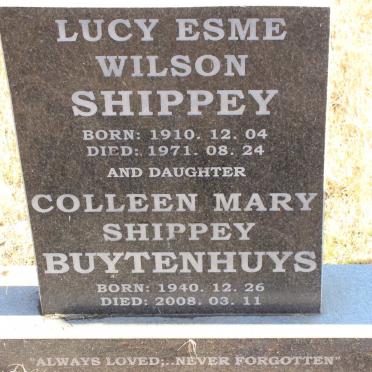 LUCY ESME
WILSON
SHIPPEY
BORN: 1910. 12. 04
DIED:. 1971. 08. 24
AND DAUGHTER
COLLEEN MARY
SHIPPEY
BUYTENHUYS
BORN: 1940. 12. 26
DIED: 2008. 03. 11
"ALWAYS LOVED;..NEVER FORGOTTEN"